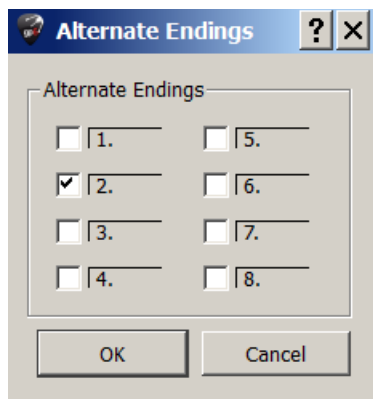 Alternate Endings
Alternate Endings
1. 5.
2. 6.
3. 7.
4. 8.
OK Cancel